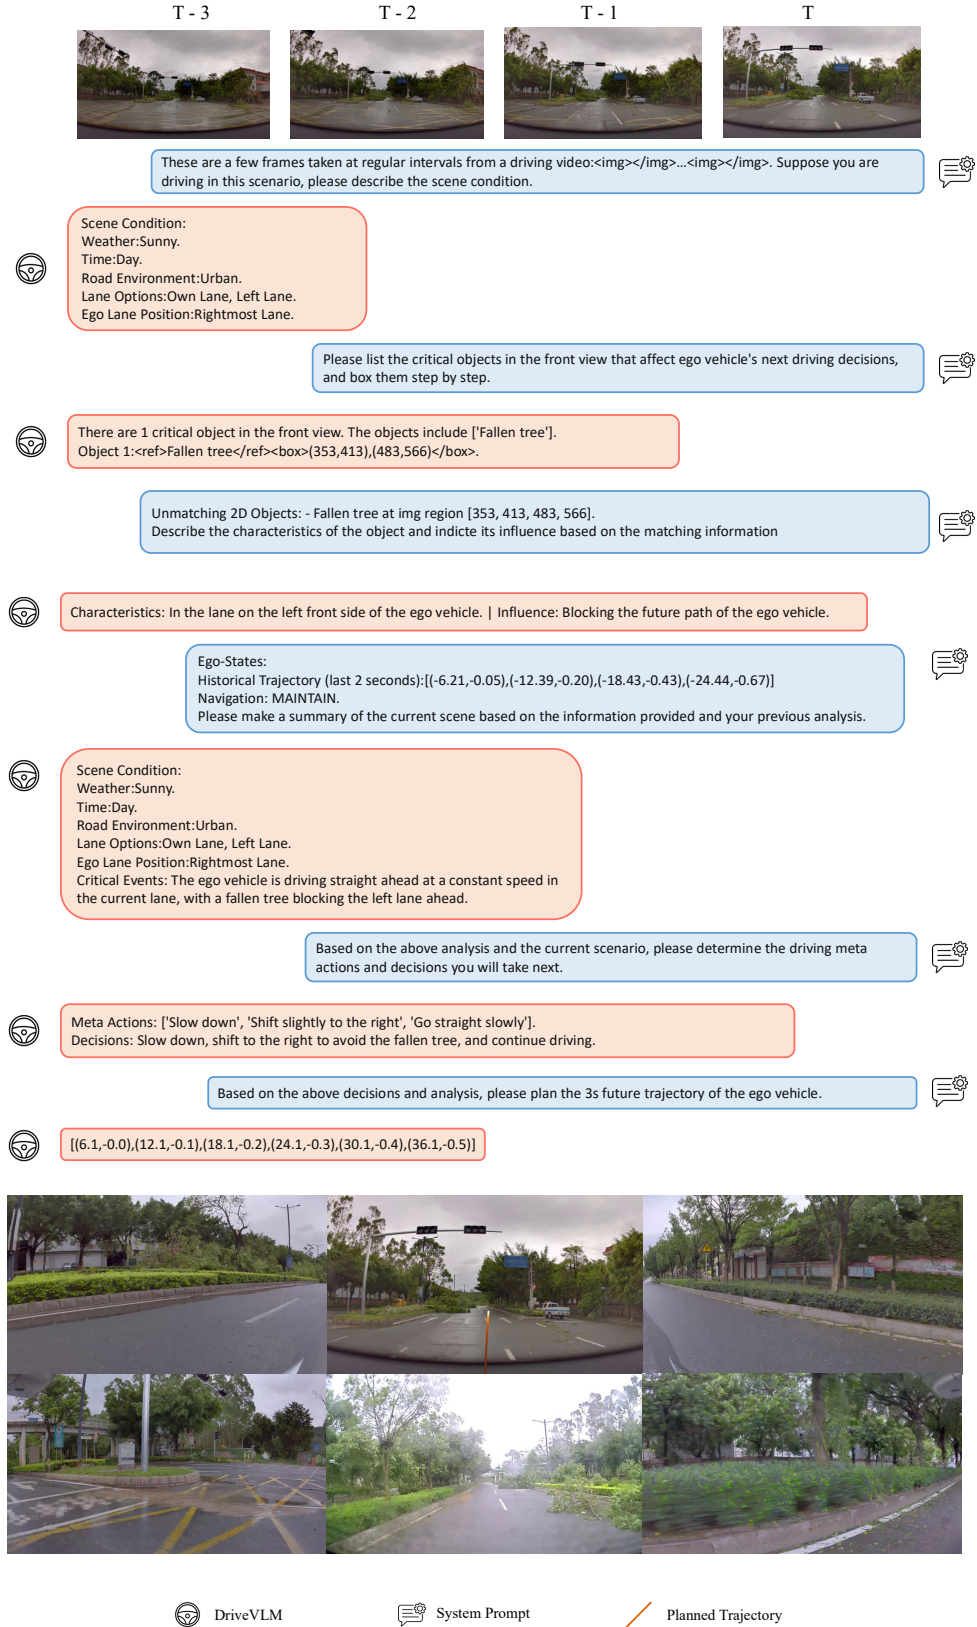 T - 3
T - 2
T - 1
T
These are a few frames taken at regular intervals from a driving video:<img></img>...<img></img>. Suppose you are
driving in this scenario, please describe the scene condition.
Scene Condition:
Weather:Sunny.
Time:Day.
Road Environment:Urban.
Lane Options:Own Lane, Left Lane.
Ego Lane Position:Rightmost Lane.
Please list the critical objects in the front view that affect ego vehicle's next driving decisions,
and box them step by step.
There are 1 critical object in the front view. The objects include ['Fallen tree'].
Object 1:<ref>Fallen tree</ref><box>(353,413),(483,566)</box>.
Unmatching 2D Objects: - Fallen tree at img region [353, 413, 483, 566].
Describe the characteristics of the object and indicte its influence based on the matching information
Characteristics: In the lane on the left front side of the ego vehicle. | Influence: Blocking the future path of the ego vehicle.
Ego-States:
Historical Trajectory (last 2 seconds):[(-6.21,-0.05),(-12.39,-0.20),(-18.43,-0.43),(-24.44,-0.67)]
Navigation: MAINTAIN.
Please make a summary of the current scene based on the information provided and your previous analysis.
Scene Condition:
Weather:Sunny.
Time:Day.
Road Environment:Urban.
Lane Options:Own Lane, Left Lane.
Ego Lane Position:Rightmost Lane.
Critical Events: The ego vehicle is driving straight ahead at a constant speed in
the current lane, with a fallen tree blocking the left lane ahead.
Based on the above analysis and the current scenario, please determine the driving meta
actions and decisions you will take next.
Meta Actions: ['Slow down', 'Shift slightly to the right', 'Go straight slowly'].
Decisions: Slow down, shift to the right to avoid the fallen tree, and continue driving.
Based on the above decisions and analysis, please plan the 3s future trajectory of the ego vehicle.
[(6.1,-0.0),(12.1,-0.1),(18.1,-0.2),(24.1,-0.3),(30.1,-0.4),(36.1,-0.5)]
DriveVLM
System Prompt
Planned Trajectory